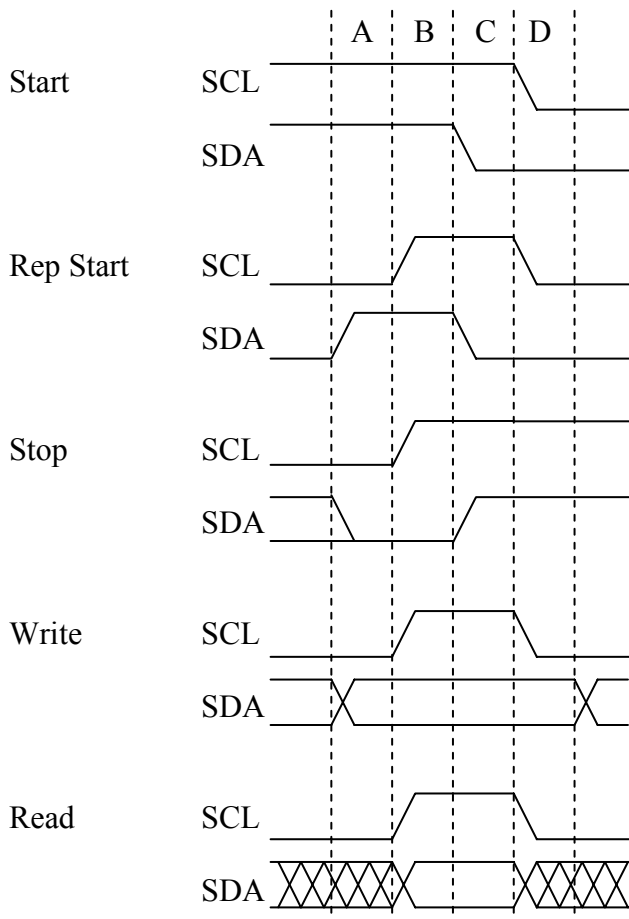 A B C D
Start SCL
SDA
Rep Start SCL
SDA
Stop SCL
SDA
Write SCL
SDA
Read SCL
SDA